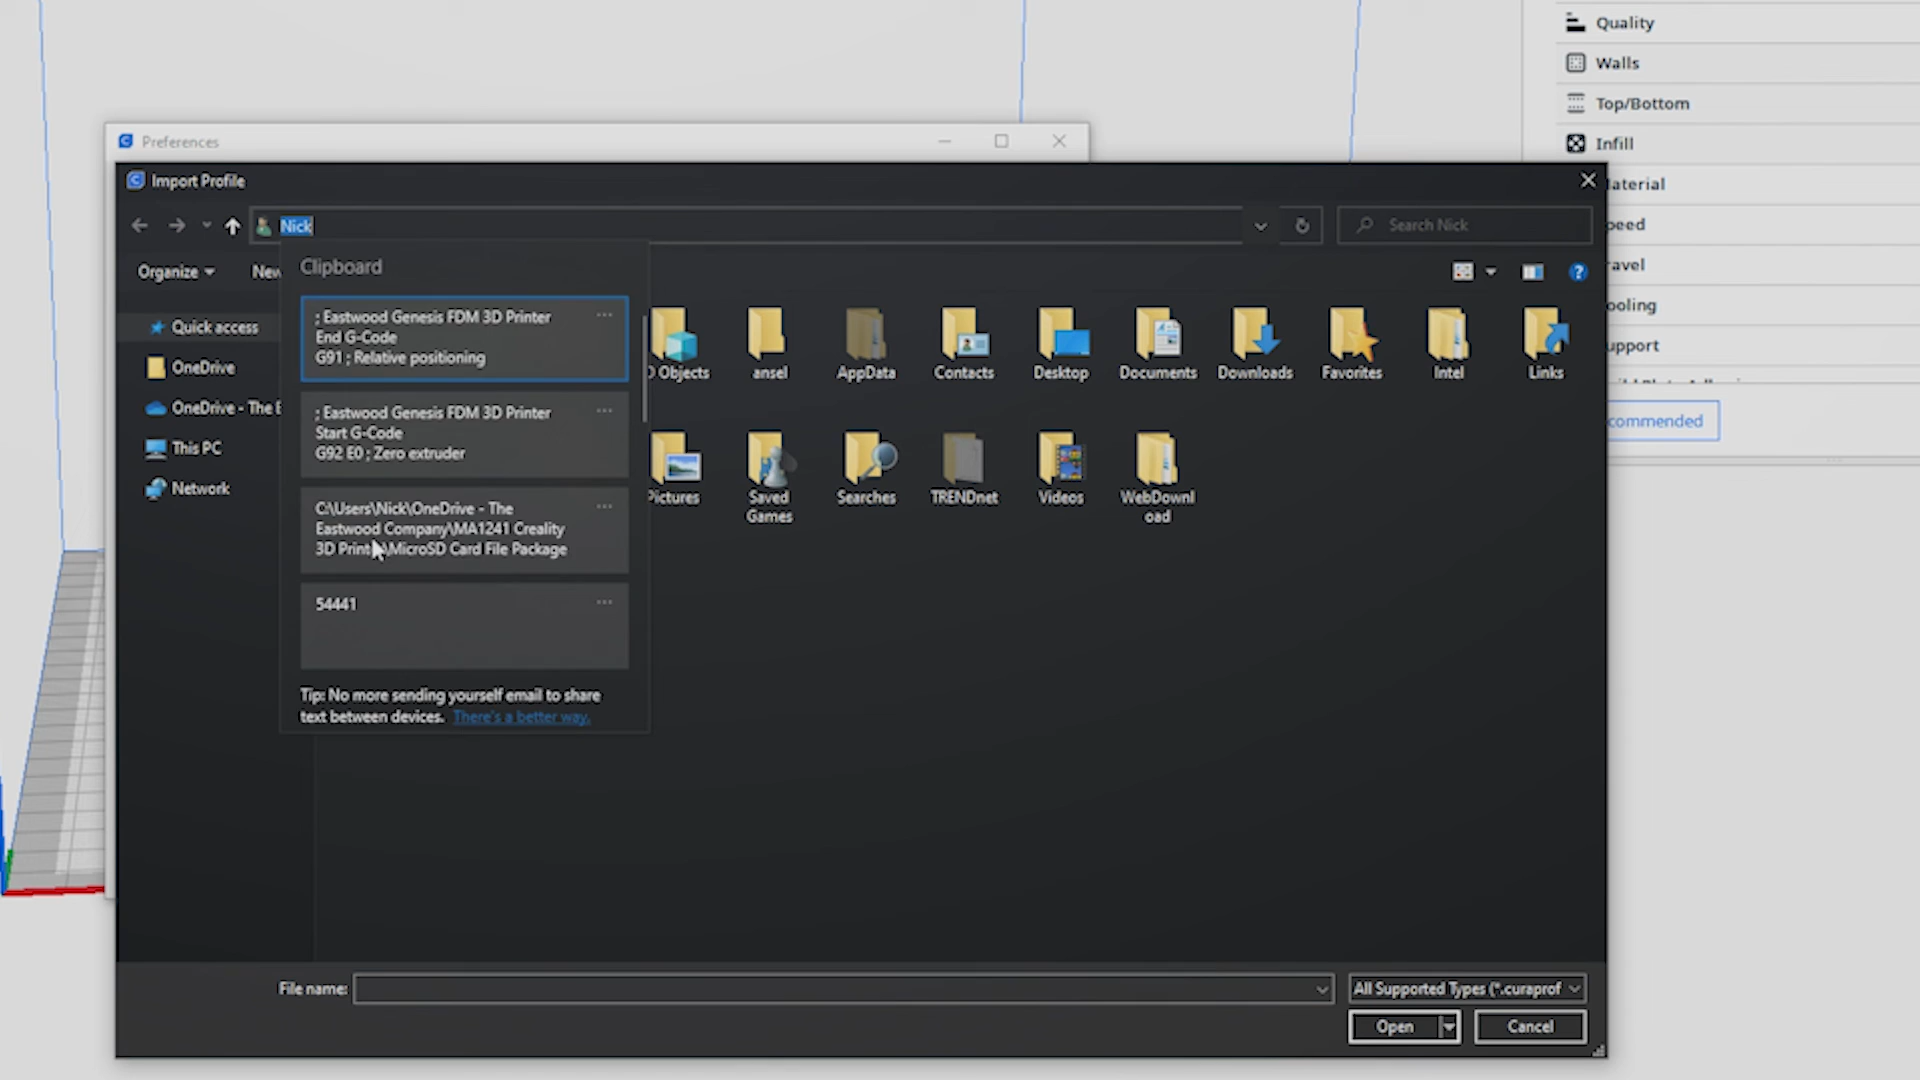 Quality
Walls
Top/Bottom
Infill
aterial
peed
ravel
ooling
upport
commended
Preferences
Import Profile
Nick
Search Nick
Organize
New
Clipboard
; Eastwood Genesis FDM 3D Printer
End G-Code
G91 ; Relative positioning
; Eastwood Genesis FDM 3D Printer
Start G-Code
G92 E0 ; Zero extruder
C:\Users\Nick\OneDrive - The
Eastwood Company\MA1241 Creality
3D Print \MicroSD Card File Package
54441
Tip: No more sending yourself email to share
text between devices. There's a better way.
Quick access
OneDrive
OneDrive - The E
This PC
Network
D Objects
ansel
AppData
Contacts
Desktop
Documents
Downloads
Favorites
Intel
Links
Pictures
Saved
Games
Searches
TRENDnet
Videos
WebDownl
oad
File name:
All Supported Types (*.curaprof
Open
Cancel